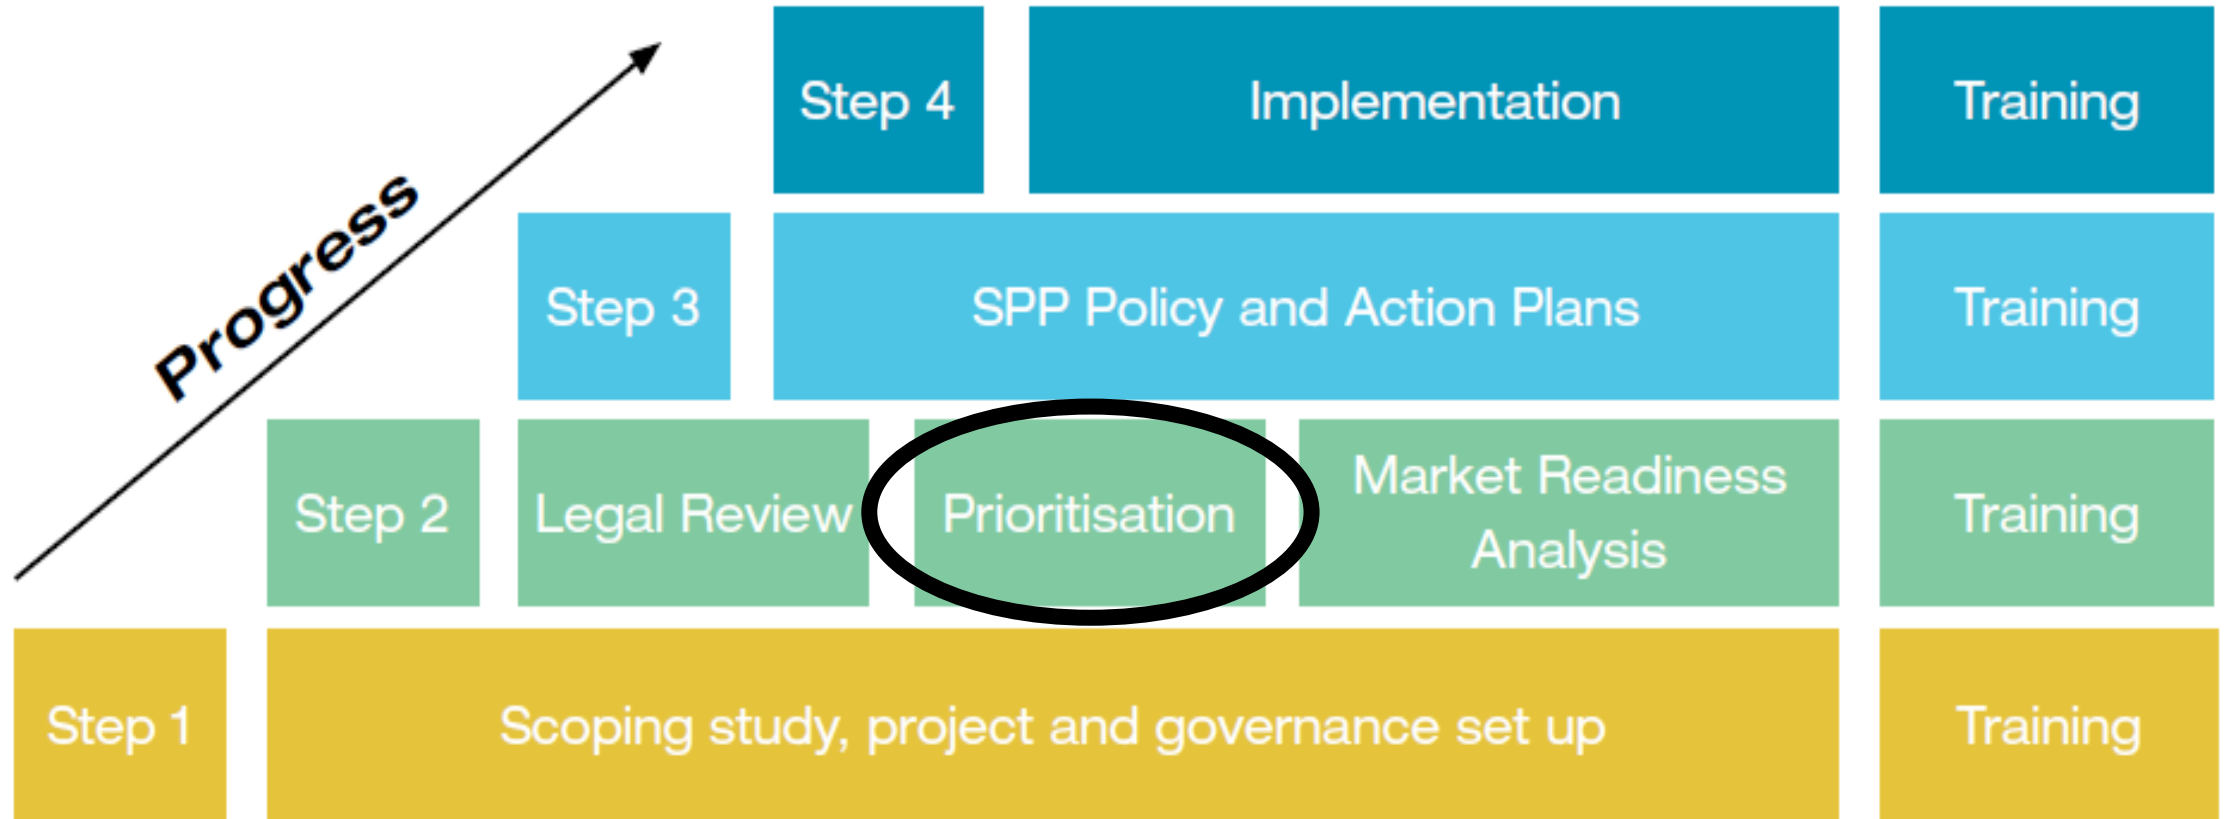 Step 4
Implementation
Training
Progress
Step 3
SPP Policy and Action Plans
Training
Step 2
Legal Review
Prioritisation
Market Readiness
Analysis
Training
Step 1
Scoping study, project and governance set up
Training